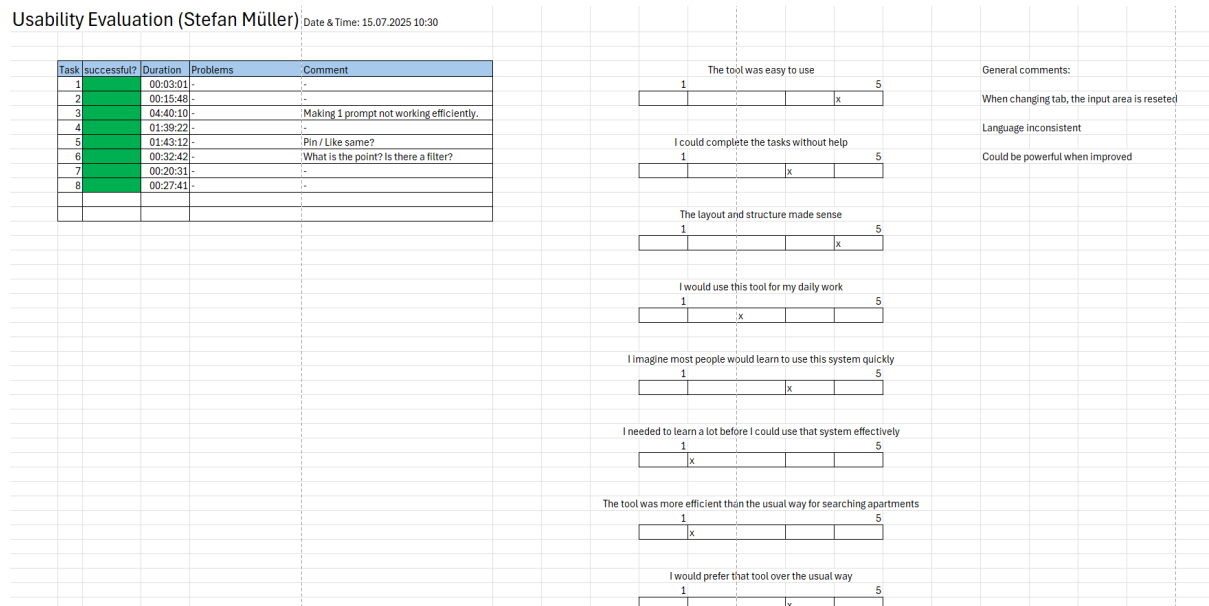 Usability Evaluation (Stefan Müller) Date & Time: 15.07.2025 10:30
Task successful? Duration Problems Comment
1 00:03:01 - -
2 00:15:48 - -
3 04:40:10 - Making 1 prompt not working efficiently.
4 01:39:22 - -
5 01:43:12 - Pin / Like same?
6 00:32:42 - What is the point? Is there a filter?
7 00:20:31 - -
8 00:27:41 - -
The tool was easy to use
1 5
x
I could complete the tasks without help
1 5
x
The layout and structure made sense
1 5
x
I would use this tool for my daily work
1 5
x
I imagine most people would learn to use this system quickly
1 5
x
I needed to learn a lot before I could use that system effectively
1 5
x
The tool was more efficient than the usual way for searching apartments
1 5
x
I would prefer that tool over the usual way
1 5
x
General comments:
When changing tab, the input area is reseted
Language inconsistent
Could be powerful when improved